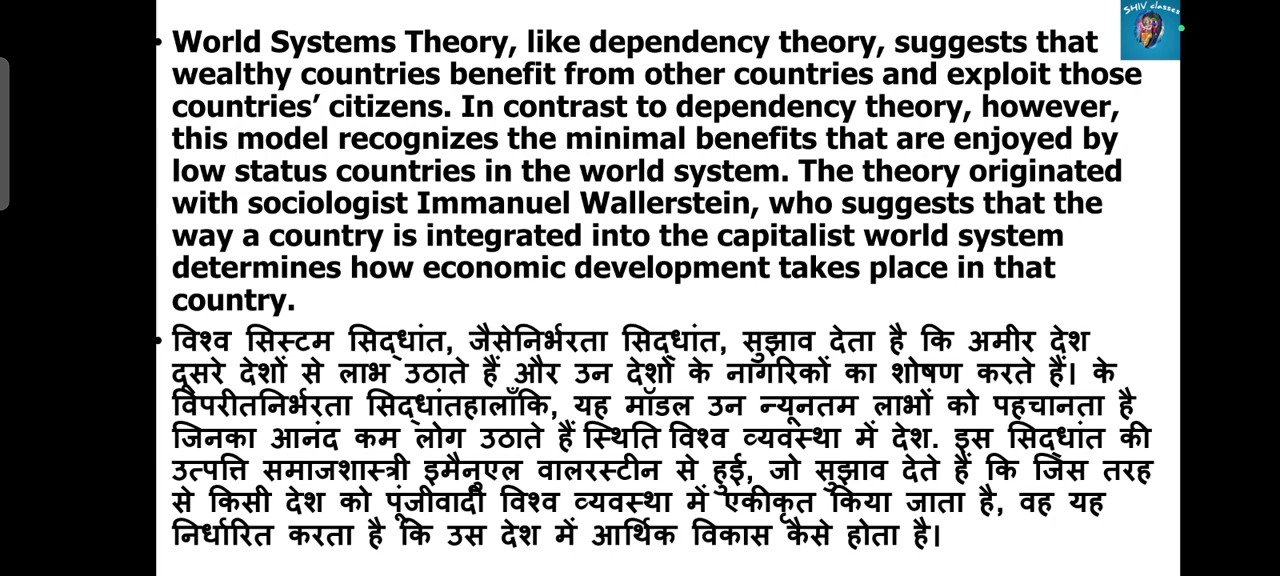 SHIV classes
• World Systems Theory, like dependency theory, suggests that
wealthy countries benefit from other countries and exploit those
countries’ citizens. In contrast to dependency theory, however,
this model recognizes the minimal benefits that are enjoyed by
low status countries in the world system. The theory originated
with sociologist Immanuel Wallerstein, who suggests that the
way a country is integrated into the capitalist world system
determines how economic development takes place in that
country.
• विश्व सिस्टम सिद्धांत, जैसेनिर्भरता सिद्धांत, सुझाव देता है कि अमीर देश
दूसरे देशों से लाभ उठाते हैं और उन देशों के नागरिकों का शोषण करते हैं। के
विपरीतनिर्भरता सिद्धांतहालाँकि, यह मॉडल उन न्यूनतम लाभों को पहचानता है
जिनका आनंद कम लोग उठाते हैं स्थिति विश्व व्यवस्था में देश. इस सिद्धांत की
उत्पत्ति समाजशास्त्री इमैनुएल वालरस्टीन से हुई, जो सुझाव देते हैं कि जिस तरह
से किसी देश को पूंजीवादी विश्व व्यवस्था में एकीकृत किया जाता है, वह यह
निर्धारित करता है कि उस देश में आर्थिक विकास कैसे होता है।